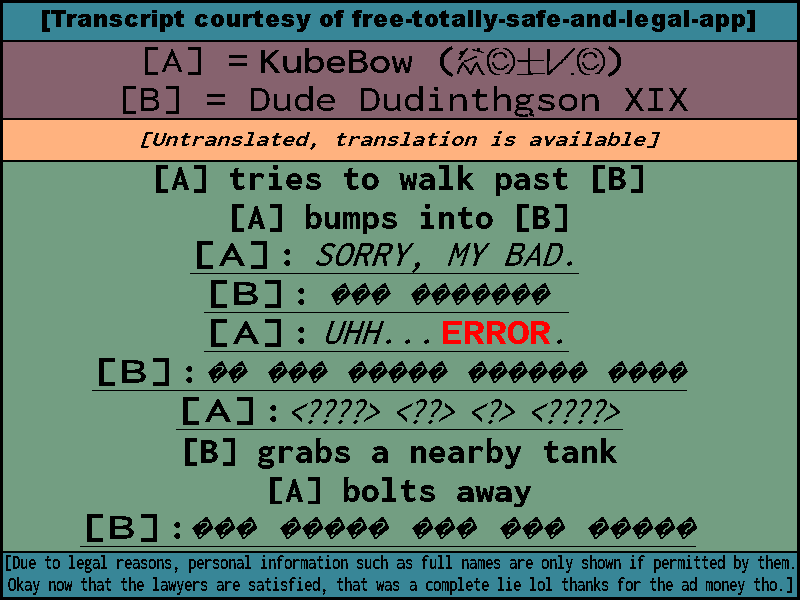 [Transcript courtesy of free-totally-safe-and-legal-app]
[A] = KubeBow
[B] = Dude Dudinthgson XIX
[Untranslated, translation is available]
[A] tries to walk past [B]
[A] bumps into [B]
[A]: SORRY, MY BAD.
[B]: ��� �������
[A]: UHH... ERROR.
[B]: �� ��� ����� ������ ����
[A]: <????> <??> <?> <????>
[B] grabs a nearby tank
[A] bolts away
[B]: ��� ����� ��� ��� �����
[Due to legal reasons, personal information such as full names are only shown if permitted by them.
Okay now that the lawyers are satisfied, that was a complete lie lol thanks for the ad money tho.]